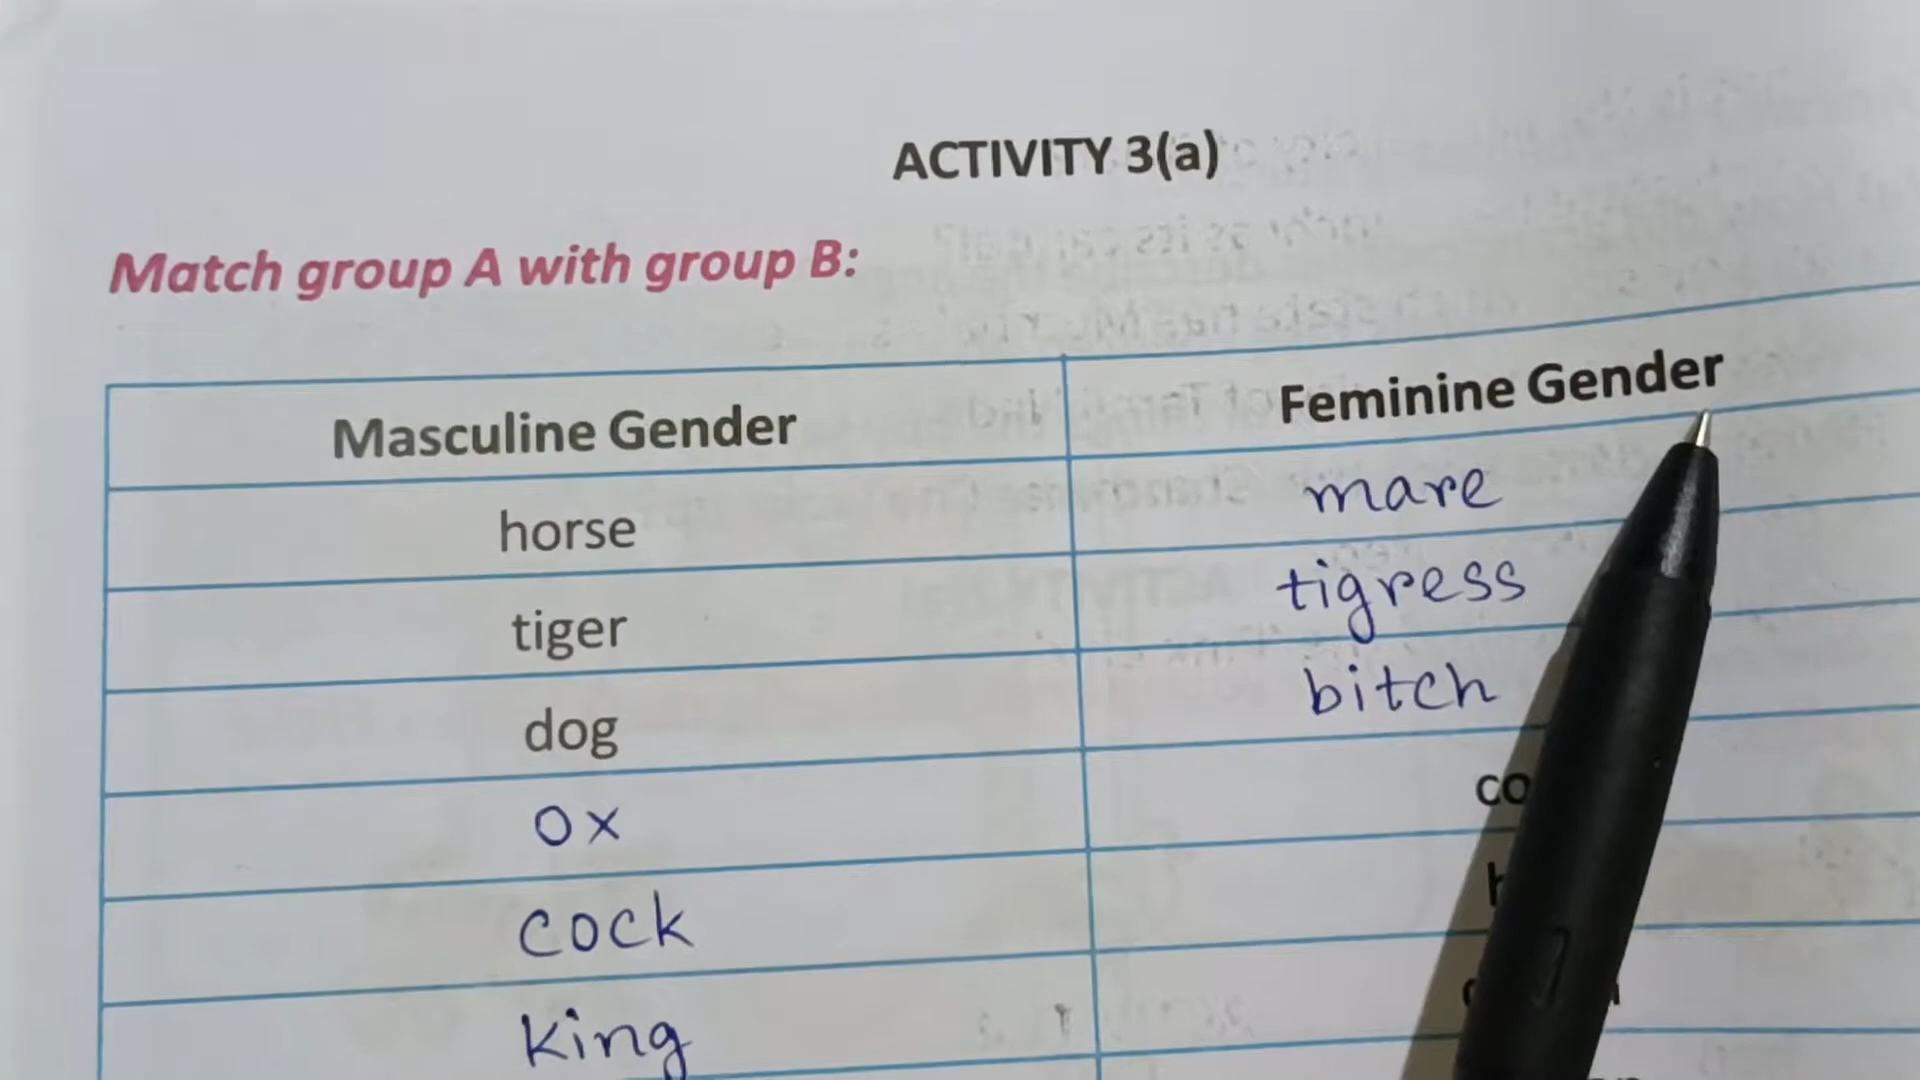 ACTIVITY 3(a)
Match group A with group B:
Masculine Gender Feminine Gender
horse mare
tiger tigress
dog bitch
ox
cock
king